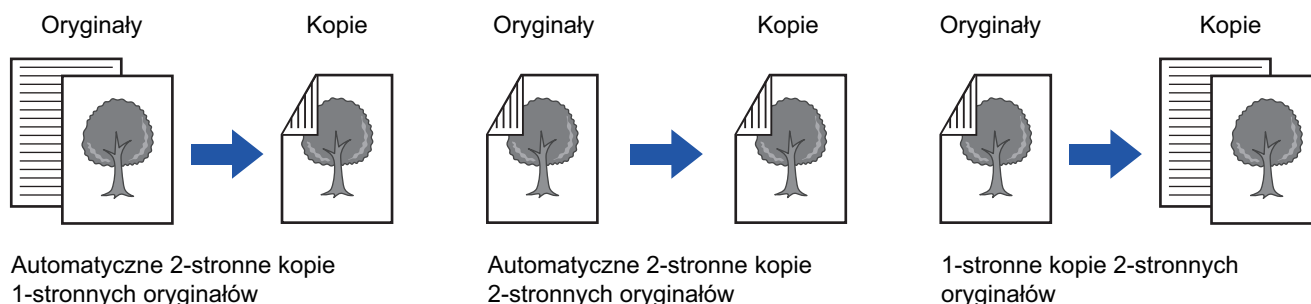 Oryginały
Kopie
Automatyczne 2-stronne kopie
1-stronnych oryginałów
Oryginały
Kopie
Automatyczne 2-stronne kopie
2-stronnych oryginałów
Oryginały
Kopie
1-stronne kopie 2-stronnych
oryginałów